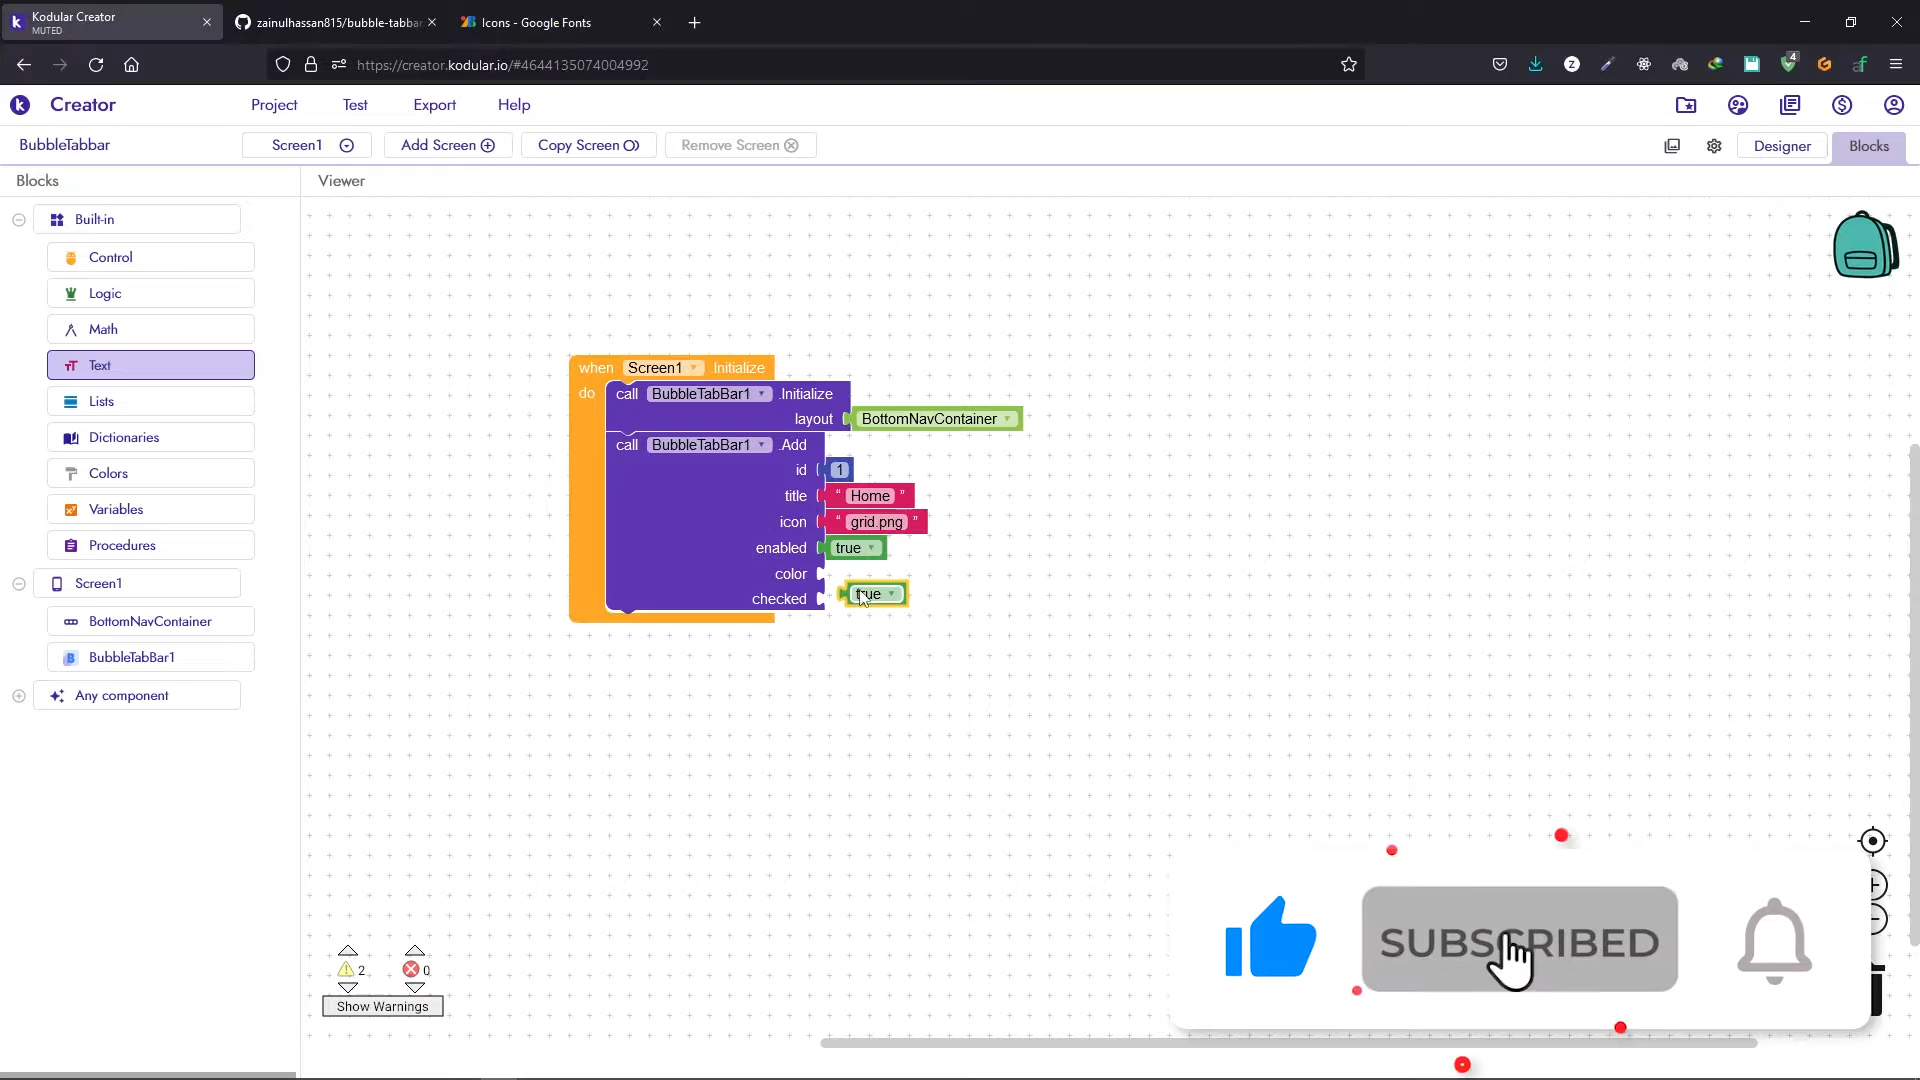 Kodular Creator
MUTED
zainulhassan815/bubble-tabbar
Icons - Google Fonts
https://creator.kodular.io/#4644135074004992
4
Creator
Project
Test
Export
Help
BubbleTabbar
Screen1
Add Screen
Copy Screen
Remove Screen
Designer
Blocks
Blocks
Viewer
Built-in
Control
Logic
Math
Text
Lists
Dictionaries
Colors
Variables
Procedures
Screen1
BottomNavContainer
BubbleTabBar1
Any component
when Screen1 .Initialize
do call BubbleTabBar1 .Initialize
layout BottomNavContainer
call BubbleTabBar1 .Add
id 1
title “ Home ”
icon “ grid.png ”
enabled true
color
checked true
2
0
Show Warnings
SUBSCRIBED